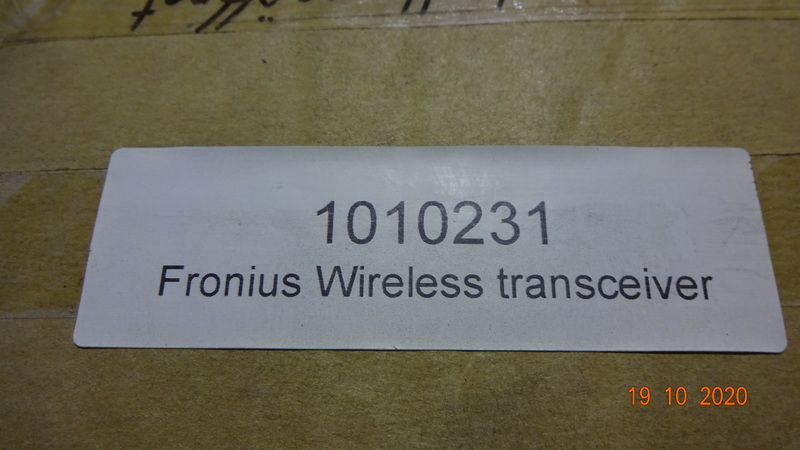 1010231
Fronius Wireless transceiver
19 10 2020